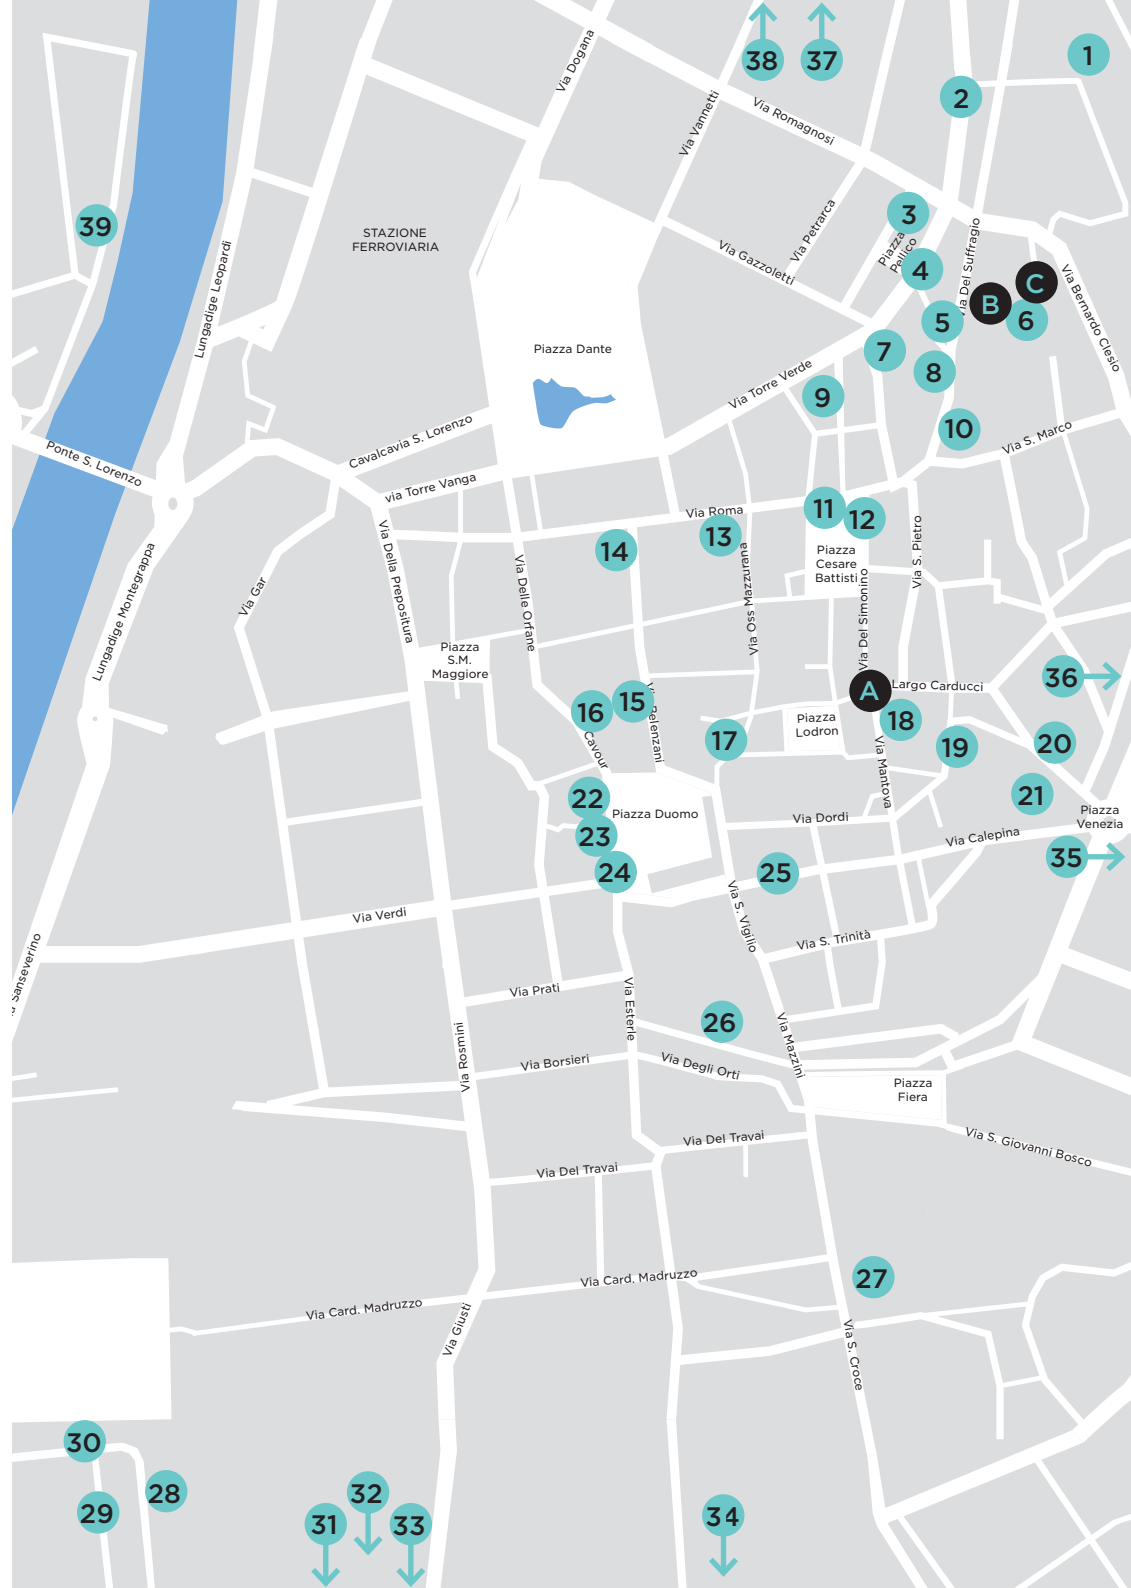 38
37
1
2
Via Dogana
Via Vannetti
Via Romagnosi
39
STAZIONE
FERROVIARIA
Lungadige Leopardi
Via Gazzoletti
Via Petrarca
3
Piazza
Pellico
4
Via Del Suffragio
B
C
5
6
Via Bernardo Clesio
Piazza Dante
7
8
Via Torre Verde
9
10
Via S. Marco
Ponte S. Lorenzo
Cavalcavia S. Lorenzo
via Torre Vanga
Via Roma
11
12
13
14
Piazza
Cesare
Battisti
Via S. Pietro
Via Della Prepositura
Via Delle Orfane
Via Oss Mazzurana
Via Del Simonino
Via Gar
Lungadige Montegrappa
Piazza
S.M.
Maggiore
A
Largo Carducci
36
16
15
Via Belenzani
Cavour
17
Piazza
Lodron
18
19
20
Via Mantova
21
22
Piazza Duomo
23
24
Via Dordi
Via Calepina
Piazza
Venezia
35
25
Via Verdi
Via S. Vigilio
Via S. Trinità
Sanseverino
Via Prati
Via Esterle
26
Via Mazzini
Via Rosmini
Via Borsieri
Via Degli Orti
Piazza
Fiera
Via S. Giovanni Bosco
Via Del Travai
Via Del Travai
27
Via Card. Madruzzo
Via Card. Madruzzo
Via Giusti
Via S. Croce
30
29
28
31
32
33
34